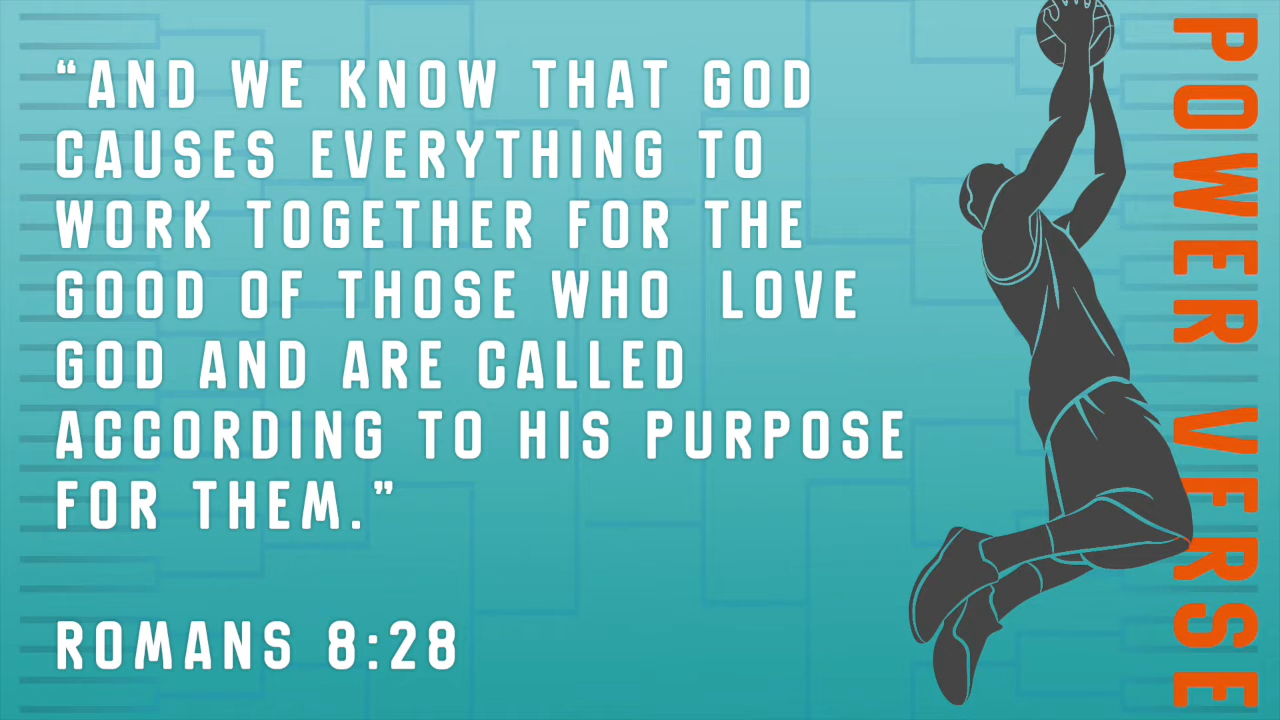 “AND WE KNOW THAT GOD
CAUSES EVERYTHING TO
WORK TOGETHER FOR THE
GOOD OF THOSE WHO  LOVE
GOD AND ARE CALLED
ACCORDING TO HIS PURPOSE
FOR THEM.”
ROMANS 8:28
POWER VERSE